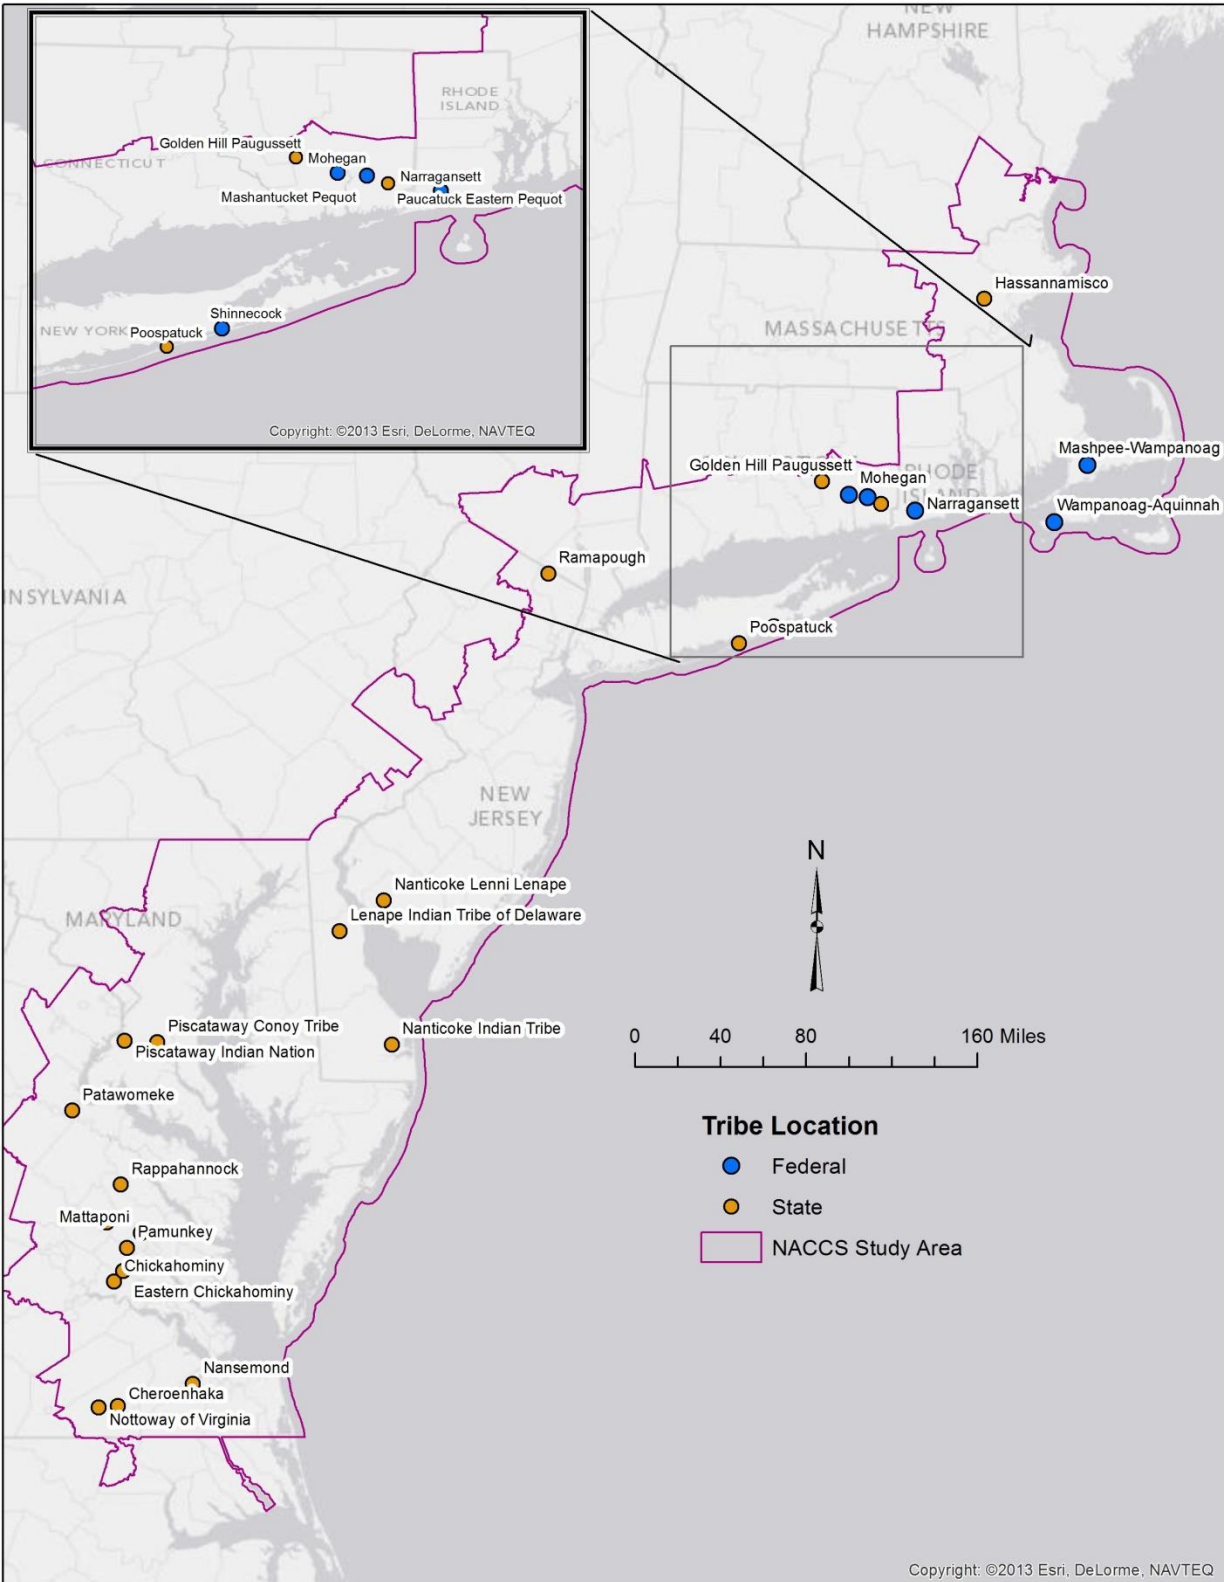 NEW
HAMPSHIRE
RHODE
ISLAND
Golden Hill Paugussett
CONNECTICUT
Mohegan
Narragansett
Mashantucket Pequot
Paucatuck Eastern Pequot
Shinnecock
NEW YORK
Poospatuck
Copyright: ©2013 Esri, DeLorme, NAVTEQ
Hassannamisco
MASSACHUSETTS
Mashpee-Wampanoag
Golden Hill Paugussett
Mohegan
RHODE
ISLAND
Narragansett
Wampanoag-Aquinnah
Ramapough
NSYLVANIA
Poospatuck
NEW
JERSEY
N
Nanticoke Lenni Lenape
MARYLAND
Lenape Indian Tribe of Delaware
Piscataway Conoy Tribe
Nanticoke Indian Tribe
Piscataway Indian Nation
0 40 80 160 Miles
Patawomeke
Tribe Location
Federal
Rappahannock
State
Mattaponi
Pamunkey
NACCS Study Area
Chickahominy
Eastern Chickahominy
Nansemond
Cheroenhaka
Nottoway of Virginia
Copyright: ©2013 Esri, DeLorme, NAVTEQ